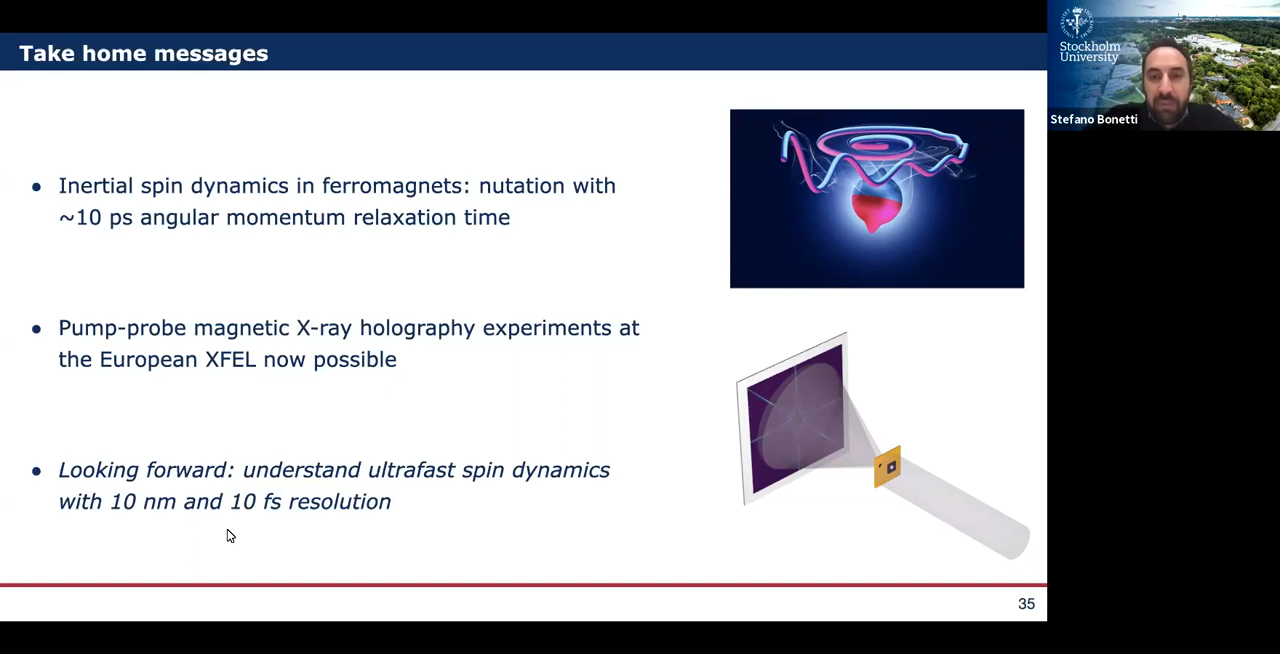 Take home messages
● Inertial spin dynamics in ferromagnets: nutation with
~10 ps angular momentum relaxation time
● Pump-probe magnetic X-ray holography experiments at
the European XFEL now possible
● Looking forward: understand ultrafast spin dynamics
with 10 nm and 10 fs resolution
35
Stockholm
University
Stefano Bonetti